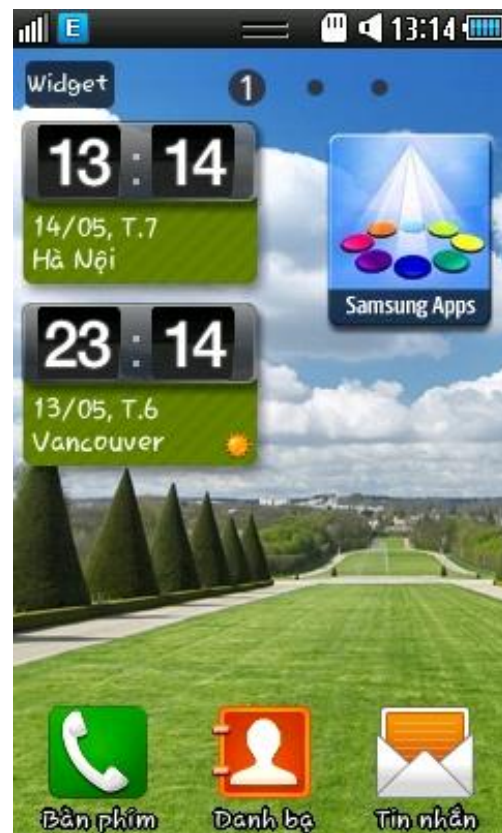 E
13:14
Widget
1
13:14
14/05, T.7
Hà Nội
Samsung Apps
23:14
13/05, T.6
Vancouver
Bàn phím
Danh bạ
Tin nhắn